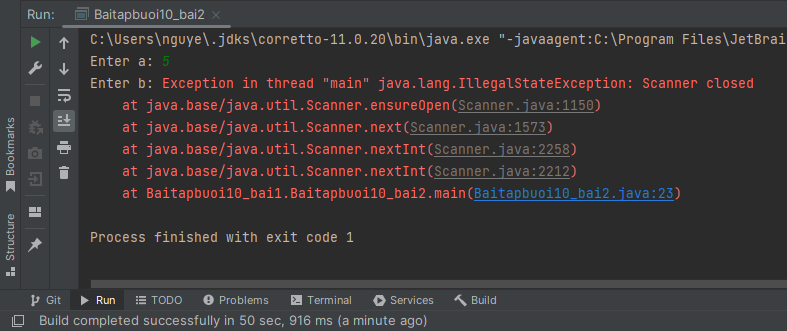 Run: Baitapbuoi10_bai2 ×
C:\Users\nguye\.jdks\corretto-11.0.20\bin\java.exe "-javaagent:C:\Program Files\JetBrai
Enter a: 5
Enter b: Exception in thread "main" java.lang.IllegalStateException: Scanner closed
at java.base/java.util.Scanner.ensureOpen(Scanner.java:1150)
at java.base/java.util.Scanner.next(Scanner.java:1573)
at java.base/java.util.Scanner.nextInt(Scanner.java:2258)
at java.base/java.util.Scanner.nextInt(Scanner.java:2212)
at Baitapbuoi10_bai1.Baitapbuoi10_bai2.main(Baitapbuoi10_bai2.java:23)
Process finished with exit code 1
Bookmarks
Structure
Git Run TODO Problems Terminal Services Build
Build completed successfully in 50 sec, 916 ms (a minute ago)